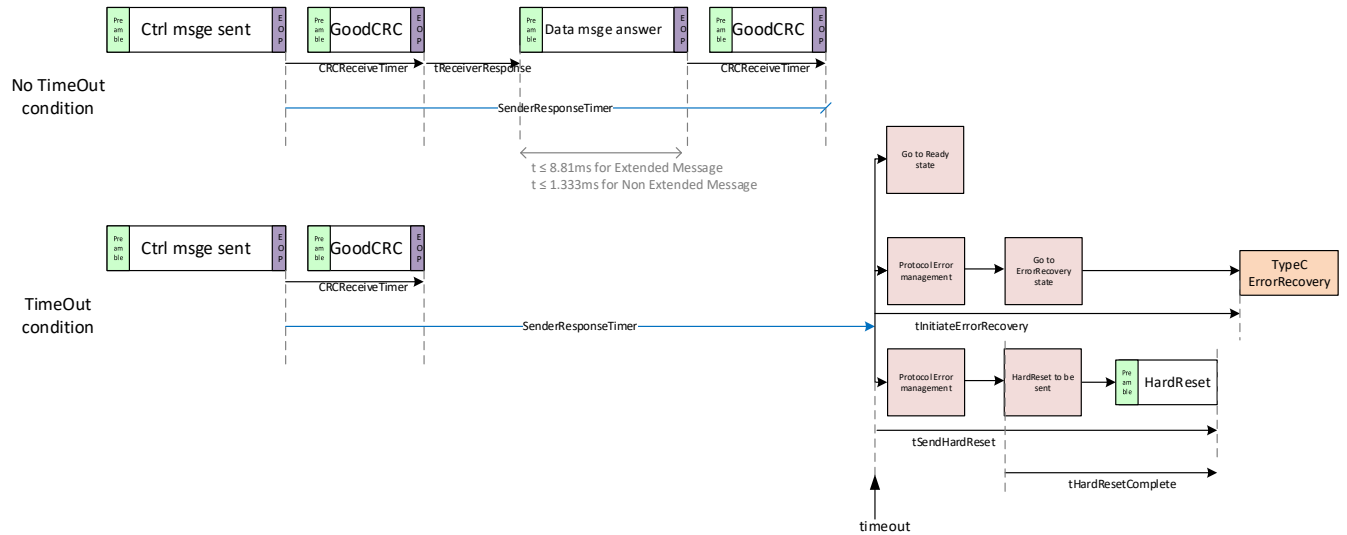 Pre
am
ble
Ctrl msge sent
E
O
P
Pre
am
ble
GoodCRC
E
O
P
Pre
am
ble
Data msge answer
E
O
P
Pre
am
ble
GoodCRC
E
O
P
CRCReceiveTimer
tReceiverResponse
CRCReceiveTimer
No TimeOut
condition
SenderResponseTimer
t ≤ 8.81ms for Extended Message
t ≤ 1.333ms for Non Extended Message
Go to Ready
state
Pre
am
ble
Ctrl msge sent
E
O
P
Pre
am
ble
GoodCRC
E
O
P
CRCReceiveTimer
TimeOut
condition
SenderResponseTimer
Protocol Error
management
Go to
ErrorRecovery
state
TypeC
ErrorRecovery
tInitiateErrorRecovery
Protocol Error
management
HardReset to be
sent
Pre
am
ble
HardReset
tSendHardReset
tHardResetComplete
timeout